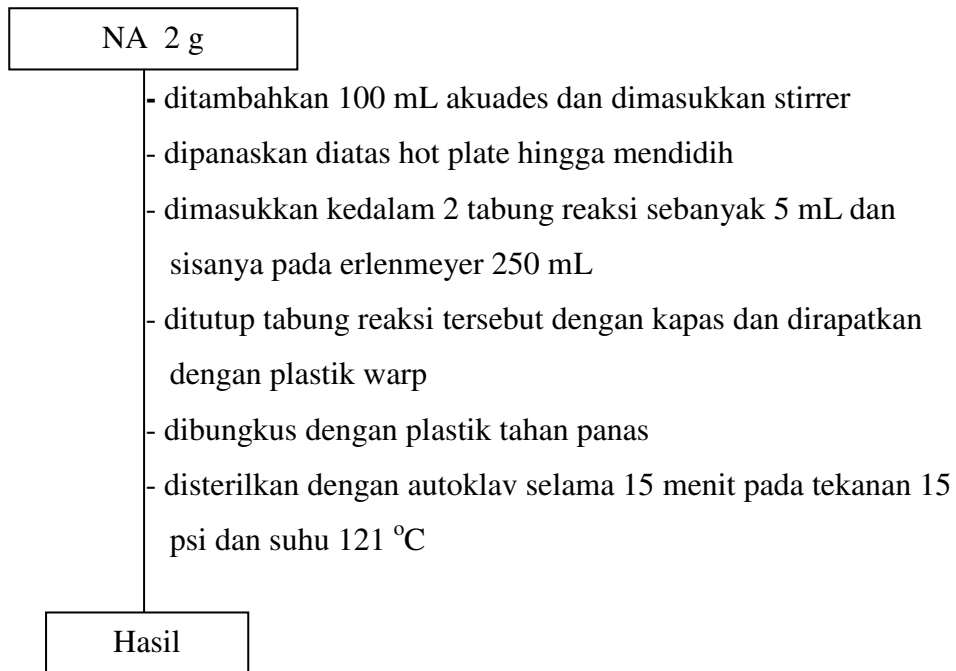 NA 2 g
- ditambahkan 100 mL akuades dan dimasukkan stirrer
- dipanaskan diatas hot plate hingga mendidih
- dimasukkan kedalam 2 tabung reaksi sebanyak 5 mL dan
sisanya pada erlenmeyer 250 mL
- ditutup tabung reaksi tersebut dengan kapas dan dirapatkan
dengan plastik warp
- dibungkus dengan plastik tahan panas
- disterilkan dengan autoklav selama 15 menit pada tekanan 15
psi dan suhu 121 °C
Hasil